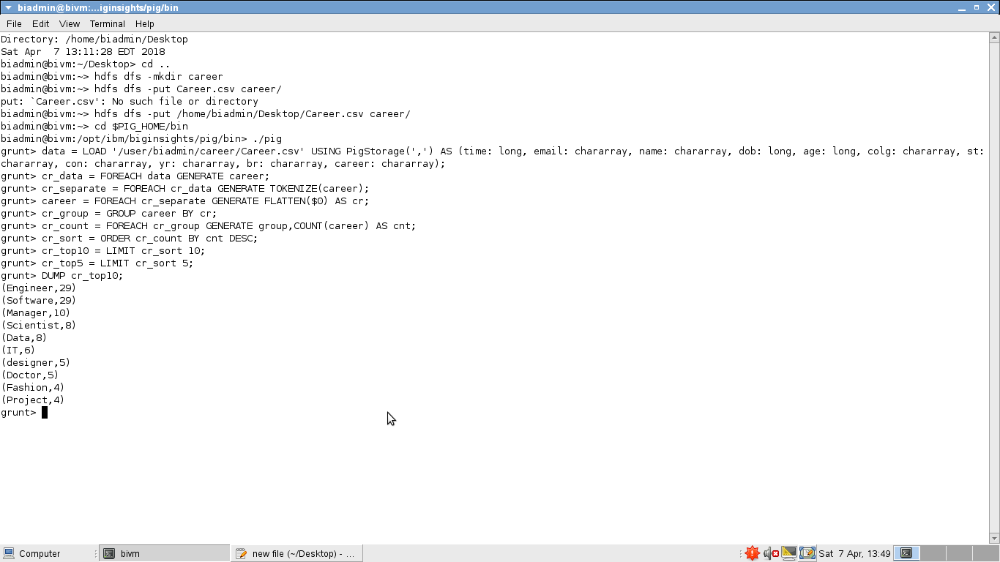 biadmin@bivm:...iginsights/pig/bin
File Edit View Terminal Help
Directory: /home/biadmin/Desktop
Sat Apr  7 13:11:28 EDT 2018
biadmin@bivm:~/Desktop> cd ..
biadmin@bivm:~> hdfs dfs -mkdir career
biadmin@bivm:~> hdfs dfs -put Career.csv career/
put: `Career.csv': No such file or directory
biadmin@bivm:~> hdfs dfs -put /home/biadmin/Desktop/Career.csv career/
biadmin@bivm:~> cd $PIG_HOME/bin
biadmin@bivm:/opt/ibm/biginsights/pig/bin> ./pig
grunt> data = LOAD '/user/biadmin/career/Career.csv' USING PigStorage(',') AS (time: long, email: chararray, name: chararray, dob: long, age: long, colg: chararray, st:
chararray, con: chararray, yr: chararray, br: chararray, career: chararray);
grunt> cr_data = FOREACH data GENERATE career;
grunt> cr_separate = FOREACH cr_data GENERATE TOKENIZE(career);
grunt> career = FOREACH cr_separate GENERATE FLATTEN($0) AS cr;
grunt> cr_group = GROUP career BY cr;
grunt> cr_count = FOREACH cr_group GENERATE group,COUNT(career) AS cnt;
grunt> cr_sort = ORDER cr_count BY cnt DESC;
grunt> cr_top10 = LIMIT cr_sort 10;
grunt> cr_top5 = LIMIT cr_sort 5;
grunt> DUMP cr_top10;
(Engineer,29)
(Software,29)
(Manager,10)
(Scientist,8)
(Data,8)
(IT,6)
(designer,5)
(Doctor,5)
(Fashion,4)
(Project,4)
grunt>
Computer bivm new file (~/Desktop) - ... Sat 7 Apr, 13:49